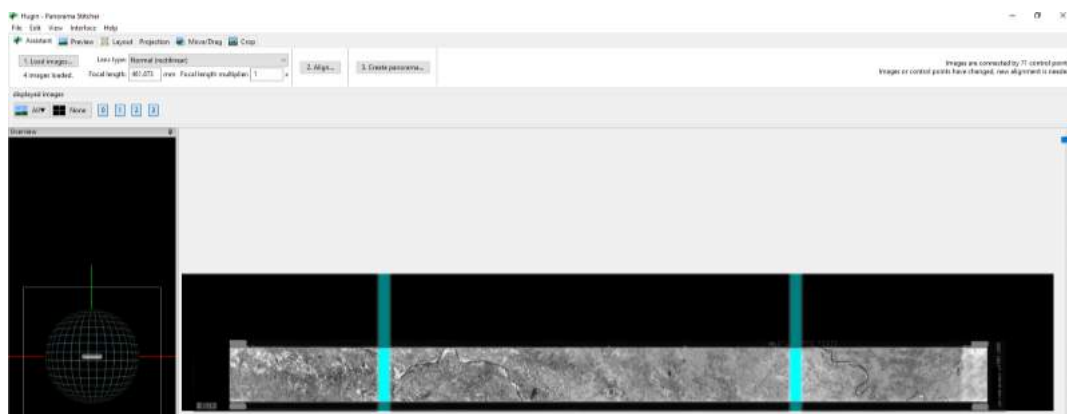 Hugin - Panorama Stitcher
File Edit View Interface Help
Assistant Preview Layout Projection Move/Drag Crop
1. Load images... Lens type: Normal (rectilinear) 2. Align... 3. Create panorama...
Images are connected by 71 control point
4 images loaded. Focal length: mm Focal length multiplier: 1 x
Images or control points have changed, new alignment is neede
displayed images
All None 0 1 2 3
Overview